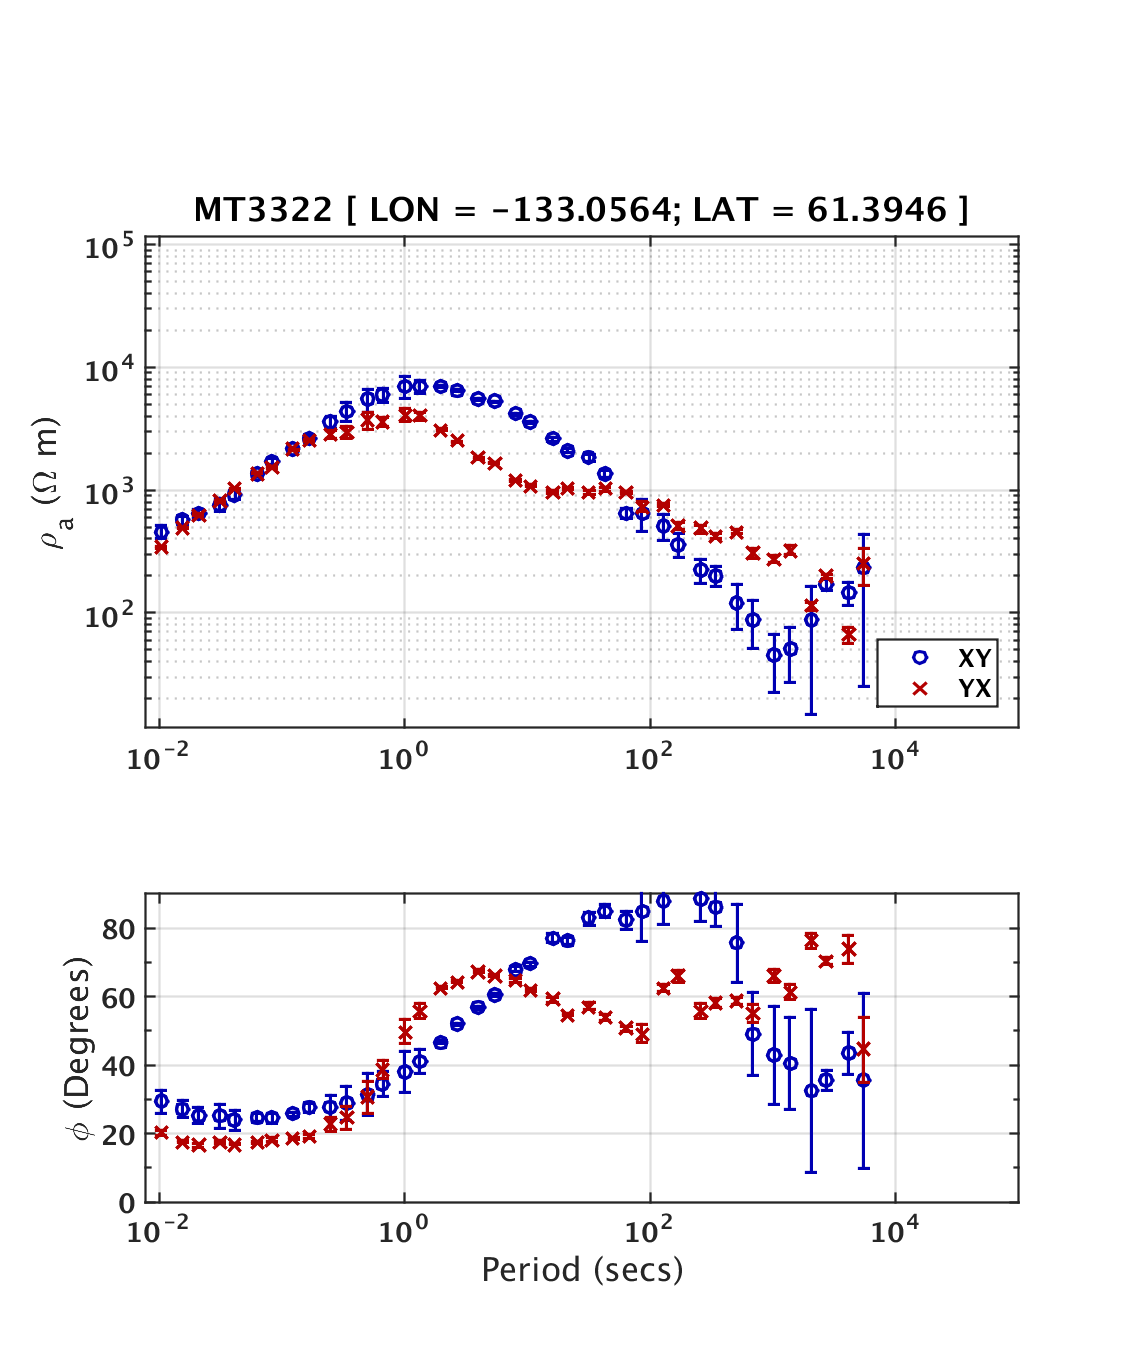 MT3322 [ LON = -133.0564; LAT = 61.3946 ]
10^5
10^4
10^3
10^2
ρ_a (Ω m)
XY
YX
10^-2 10^0 10^2 10^4
80
60
40
20
0
ϕ (Degrees)
10^-2 10^0 10^2 10^4
Period (secs)